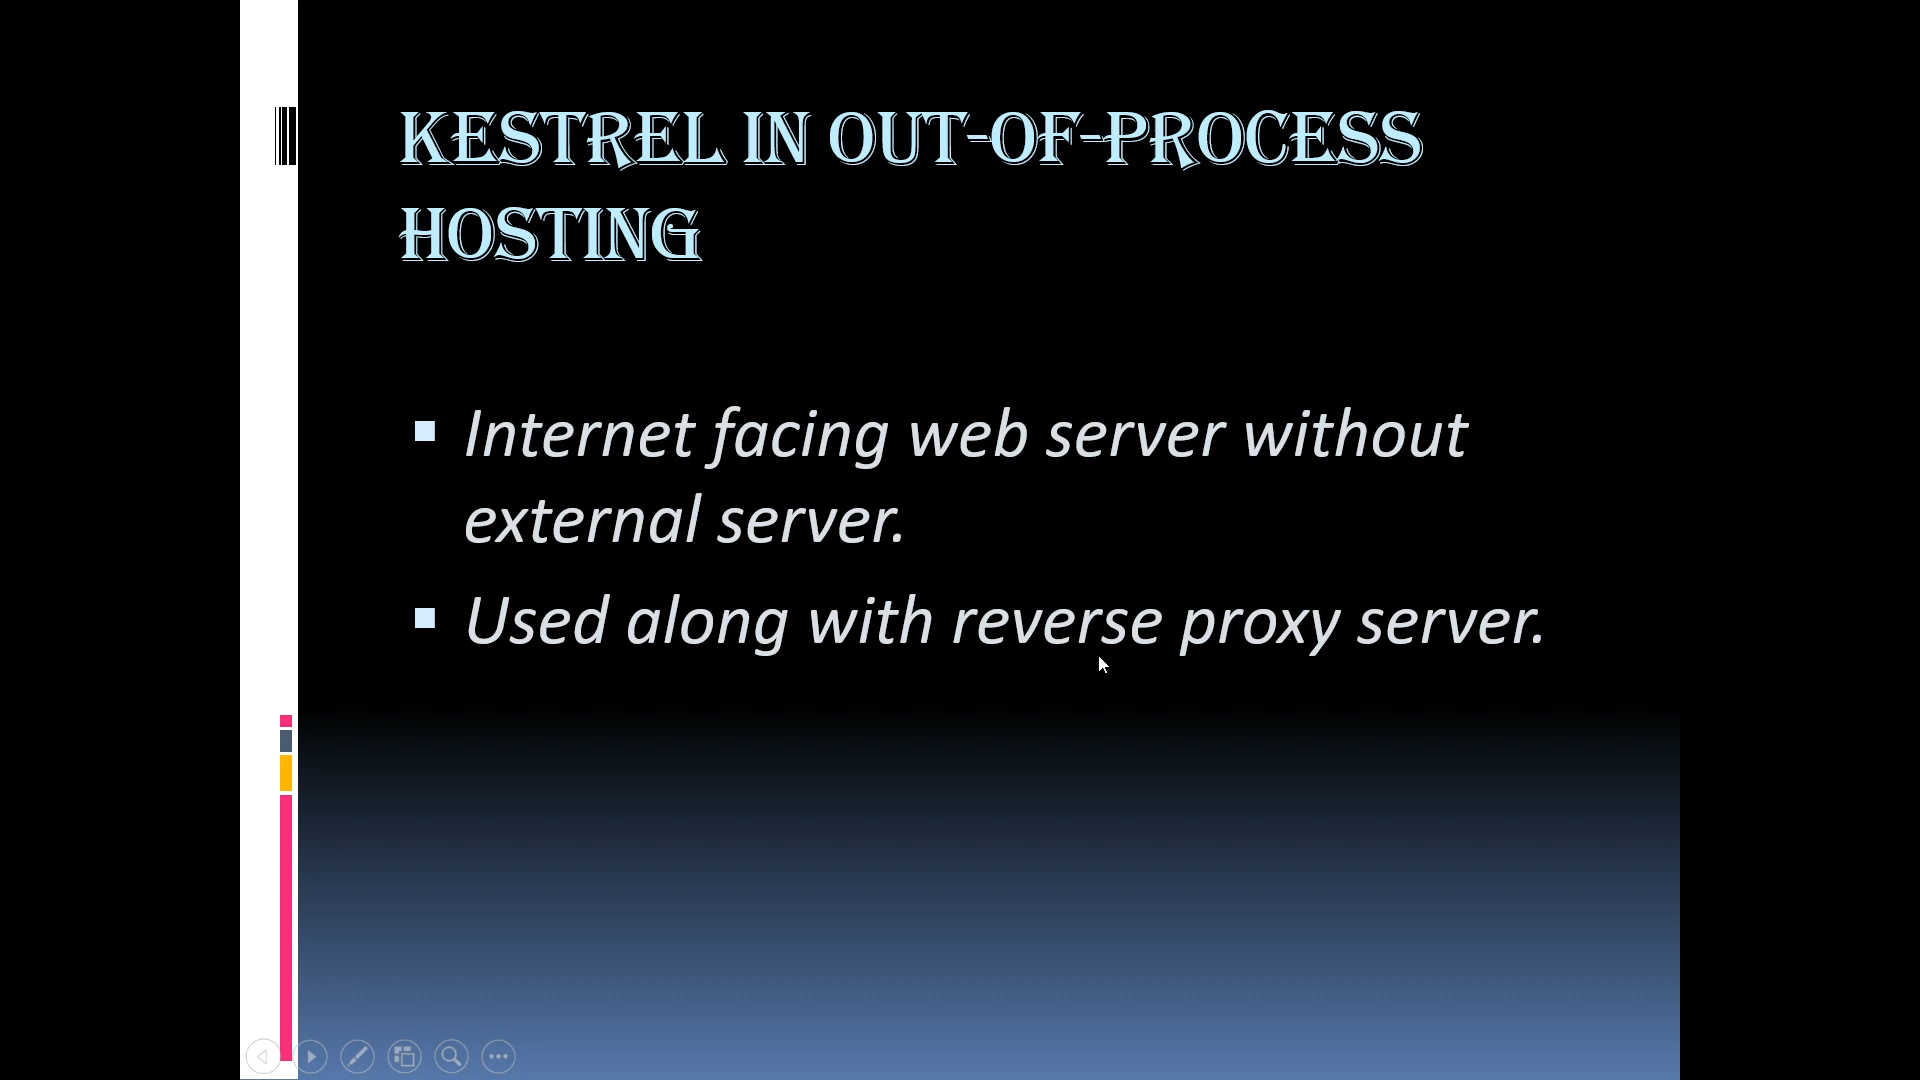 KESTREL IN OUT-OF-PROCESS
HOSTING
Internet facing web server without
external server.
Used along with reverse proxy server.